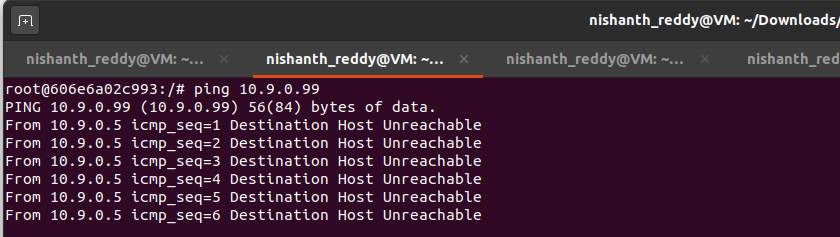 nishanth_reddy@VM: ~/Downloads/
nishanth_reddy@VM: ~... × nishanth_reddy@VM: ~... × nishanth_reddy@VM: ~... × nishanth_red
root@606e6a02c993:/# ping 10.9.0.99
PING 10.9.0.99 (10.9.0.99) 56(84) bytes of data.
From 10.9.0.5 icmp_seq=1 Destination Host Unreachable
From 10.9.0.5 icmp_seq=2 Destination Host Unreachable
From 10.9.0.5 icmp_seq=3 Destination Host Unreachable
From 10.9.0.5 icmp_seq=4 Destination Host Unreachable
From 10.9.0.5 icmp_seq=5 Destination Host Unreachable
From 10.9.0.5 icmp_seq=6 Destination Host Unreachable